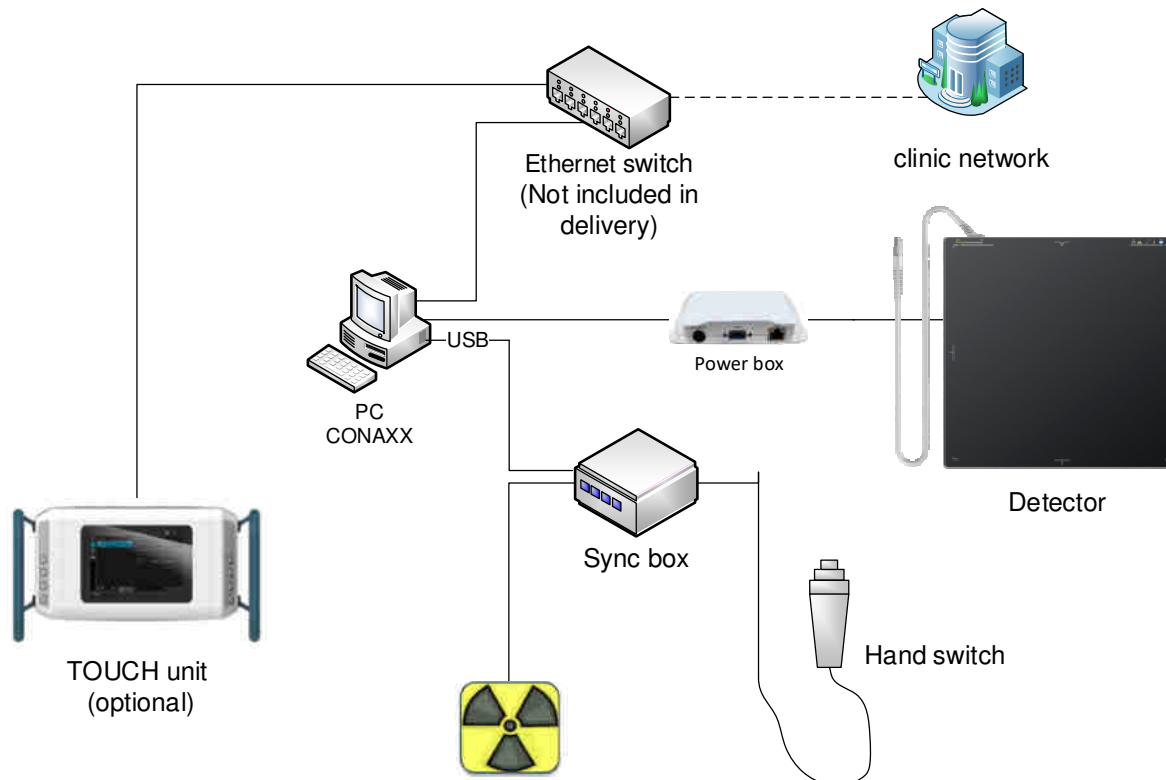 Ethernet switch
(Not included in
delivery)
clinic network
USB
PC
CONAXX
Power box
Detector
Sync box
TOUCH unit
(optional)
Hand switch